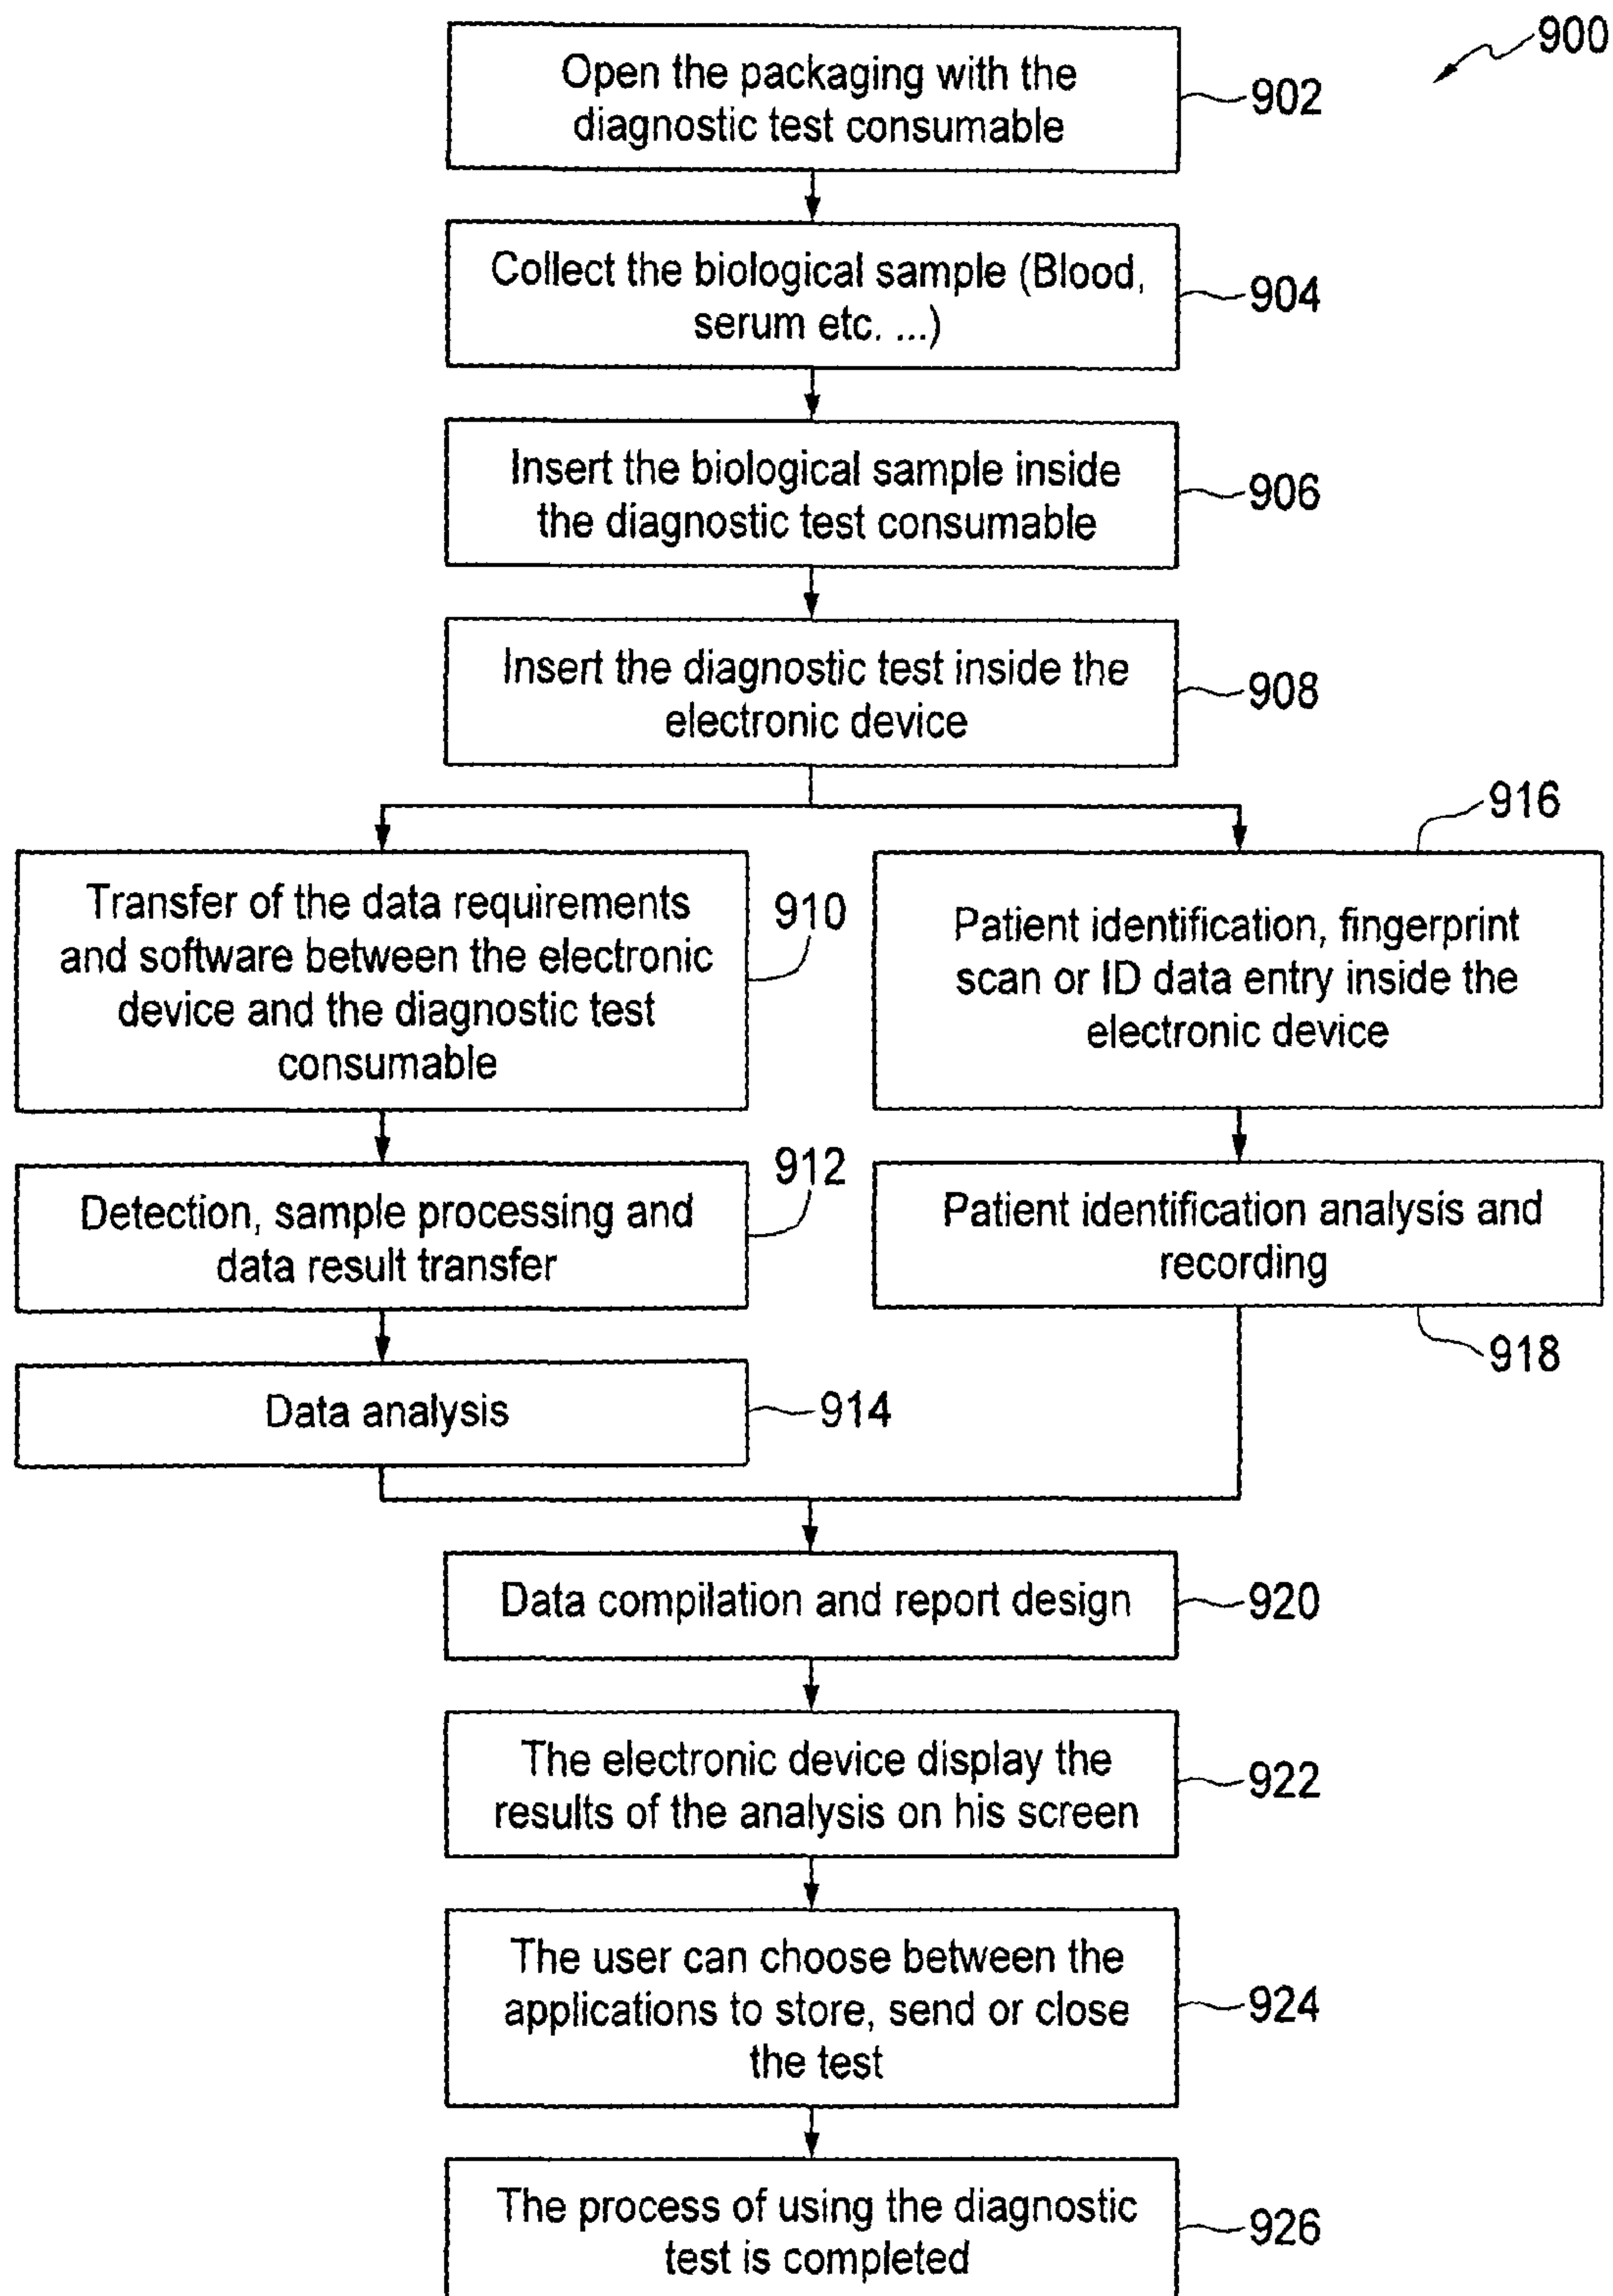 900
Open the packaging with the
diagnostic test consumable
902
Collect the biological sample (Blood,
serum etc. ...)
904
Insert the biological sample inside
the diagnostic test consumable
906
Insert the diagnostic test inside the
electronic device
908
Transfer of the data requirements
and software between the electronic
device and the diagnostic test
consumable
910
916
Patient identification, fingerprint
scan or ID data entry inside the
electronic device
Detection, sample processing and
data result transfer
912
Patient identification analysis and
recording
918
Data analysis
914
Data compilation and report design
920
The electronic device display the
results of the analysis on his screen
922
The user can choose between the
applications to store, send or close
the test
924
The process of using the diagnostic
test is completed
926